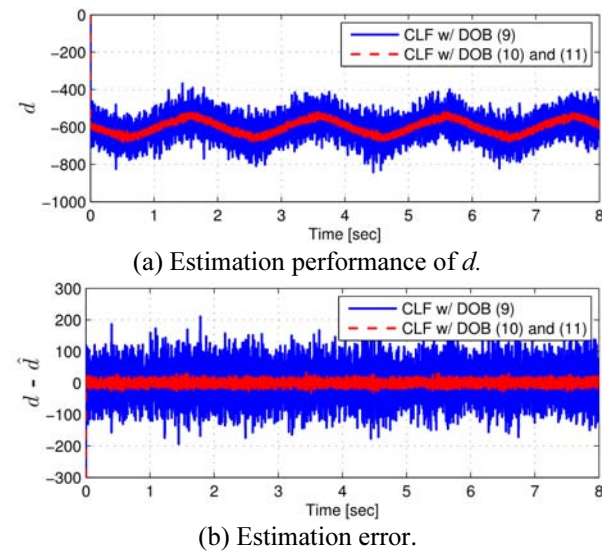 0
-200
-400
-600
-800
-1000
d
CLF w/ DOB (9)
CLF w/ DOB (10) and (11)
0 1 2 3 4 5 6 7 8
Time [sec]
(a) Estimation performance of d.
300
200
100
0
-100
-200
-300
d - d̂
CLF w/ DOB (9)
CLF w/ DOB (10) and (11)
0 1 2 3 4 5 6 7 8
Time [sec]
(b) Estimation error.